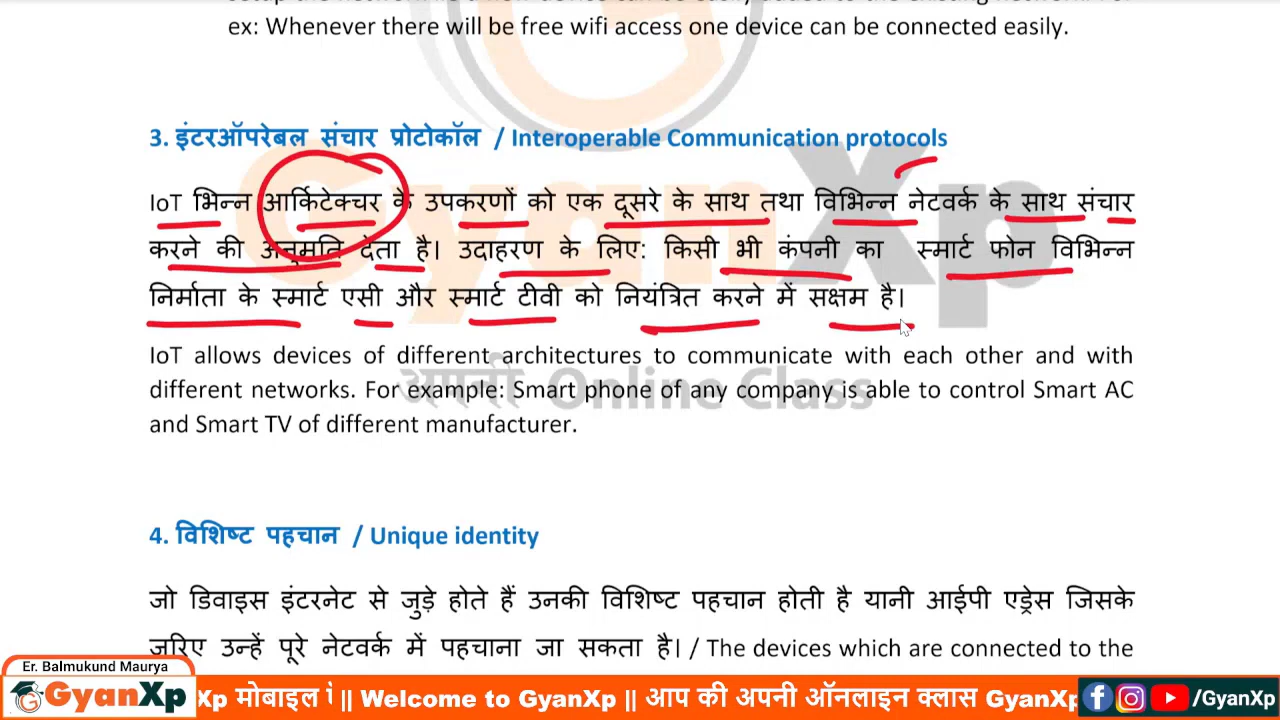 ex: Whenever there will be free wifi access one device can be connected easily.
3. इंटरऑपरेबल संचार प्रोटोकॉल / Interoperable Communication protocols
IoT भिन्न आर्किटेक्चर के उपकरणों को एक दूसरे के साथ तथा विभिन्न नेटवर्क के साथ संचार
करने की अनुमति देता है। उदाहरण के लिए: किसी भी कंपनी का स्मार्ट फोन विभिन्न
निर्माता के स्मार्ट एसी और स्मार्ट टीवी को नियंत्रित करने में सक्षम है।
IoT allows devices of different architectures to communicate with each other and with
different networks. For example: Smart phone of any company is able to control Smart AC
and Smart TV of different manufacturer.
GyanXp
अपनी Online Class
4. विशिष्ट पहचान / Unique identity
जो डिवाइस इंटरनेट से जुड़े होते हैं उनकी विशिष्ट पहचान होती है यानी आईपी एड्रेस जिसके
जरिए उन्हें पूरे नेटवर्क में पहचाना जा सकता है। / The devices which are connected to the
Er. Balmukund Maurya
GyanXp
Xp मोबाइल || Welcome to GyanXp || आप की अपनी ऑनलाइन क्लास GyanXp
/GyanXp